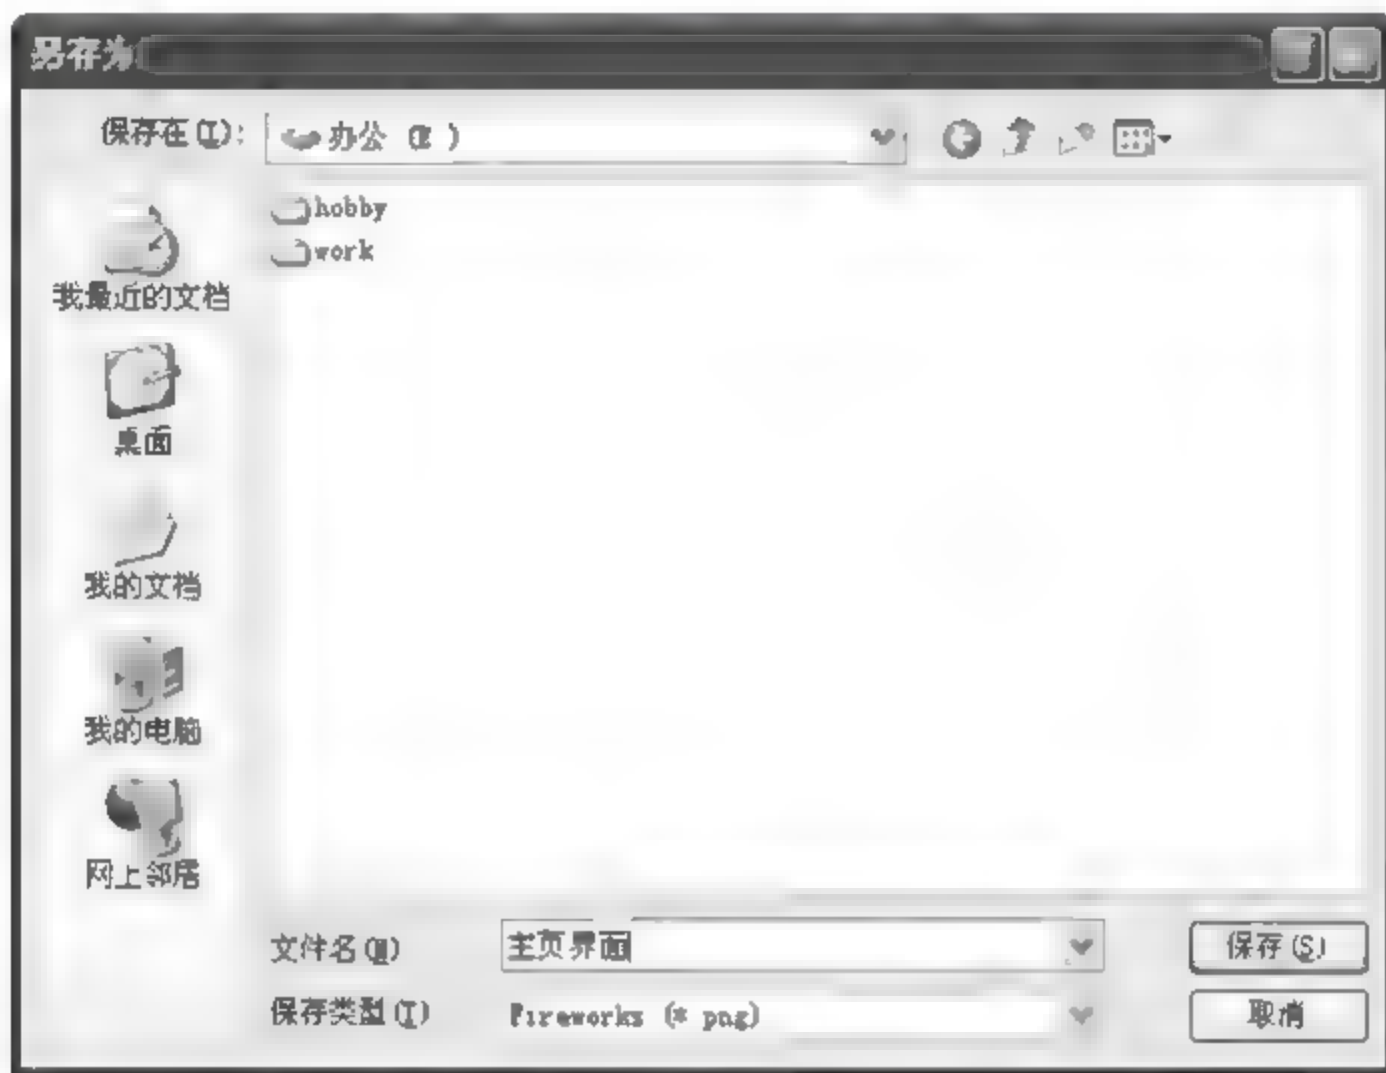 另存为
保存在(I):
办公 (E )
hobby
work
我最近的文档
桌面
我的文档
我的电脑
网上邻居
文件名(N)
主页界面
保存(S)
保存类型(T)
Fireworks (* png)
取消